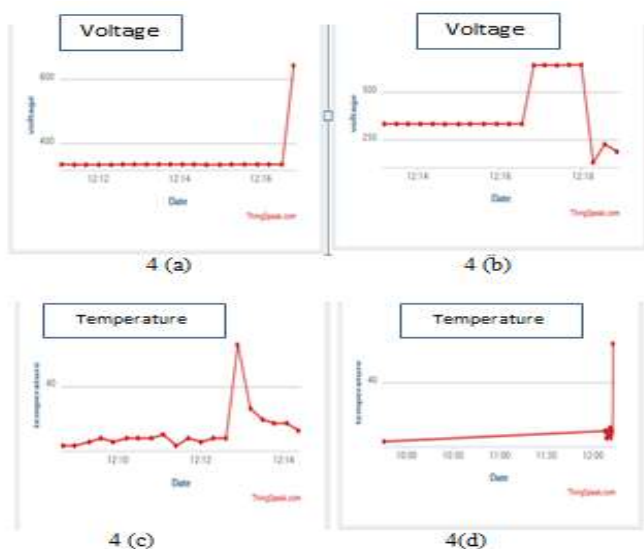 Voltage
600
400
voltage
12:12 12:14 12:16
Date
ThingSpeak.com
4 (a)
Voltage
500
250
voltage
12:14 12:16 12:18
Date
ThingSpeak.com
4 (b)
Temperature
40
temperature
12:10 12:12 12:14
Date
ThingSpeak.com
4 (c)
Temperature
40
temperature
10:00 10:30 11:00 11:30 12:00
Date
ThingSpeak.com
4(d)